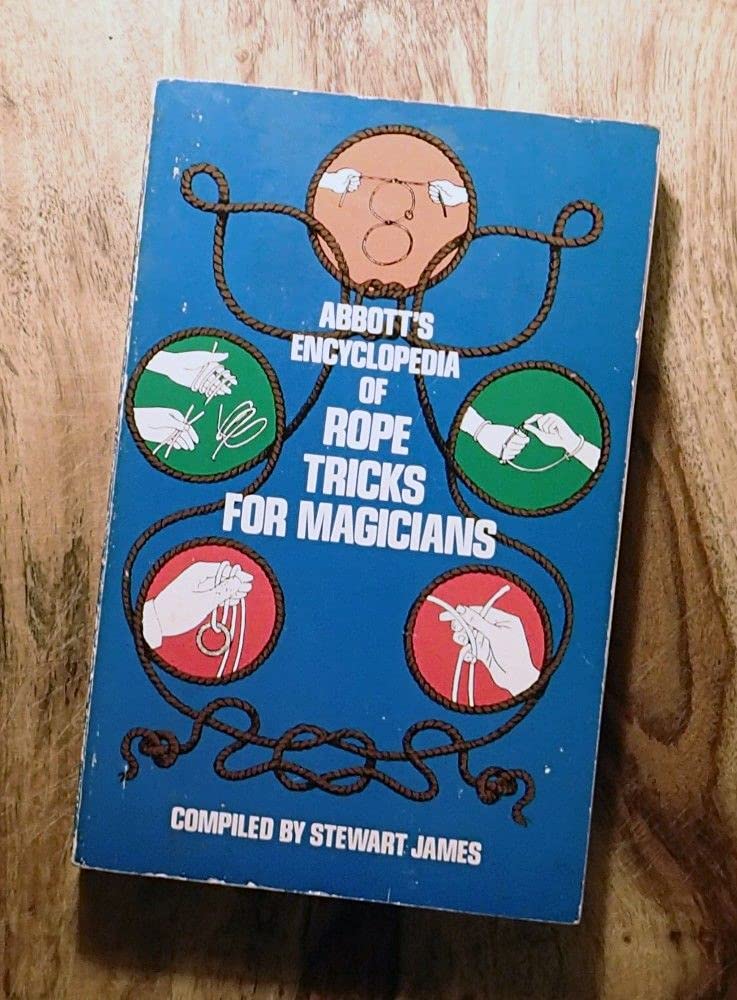 ABBOTT'S
ENCYCLOPEDIA
OF
ROPE
TRICKS
FOR MAGICIANS
COMPILED BY STEWART JAMES